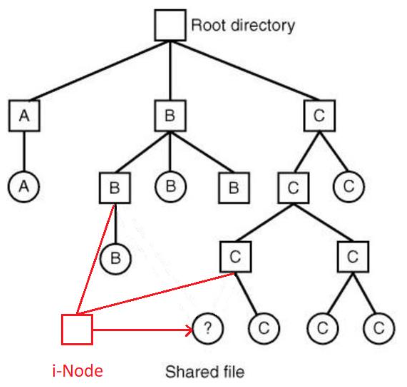 Root directory
A B C
A B B B C C
B C C
? C C C
i-Node Shared file